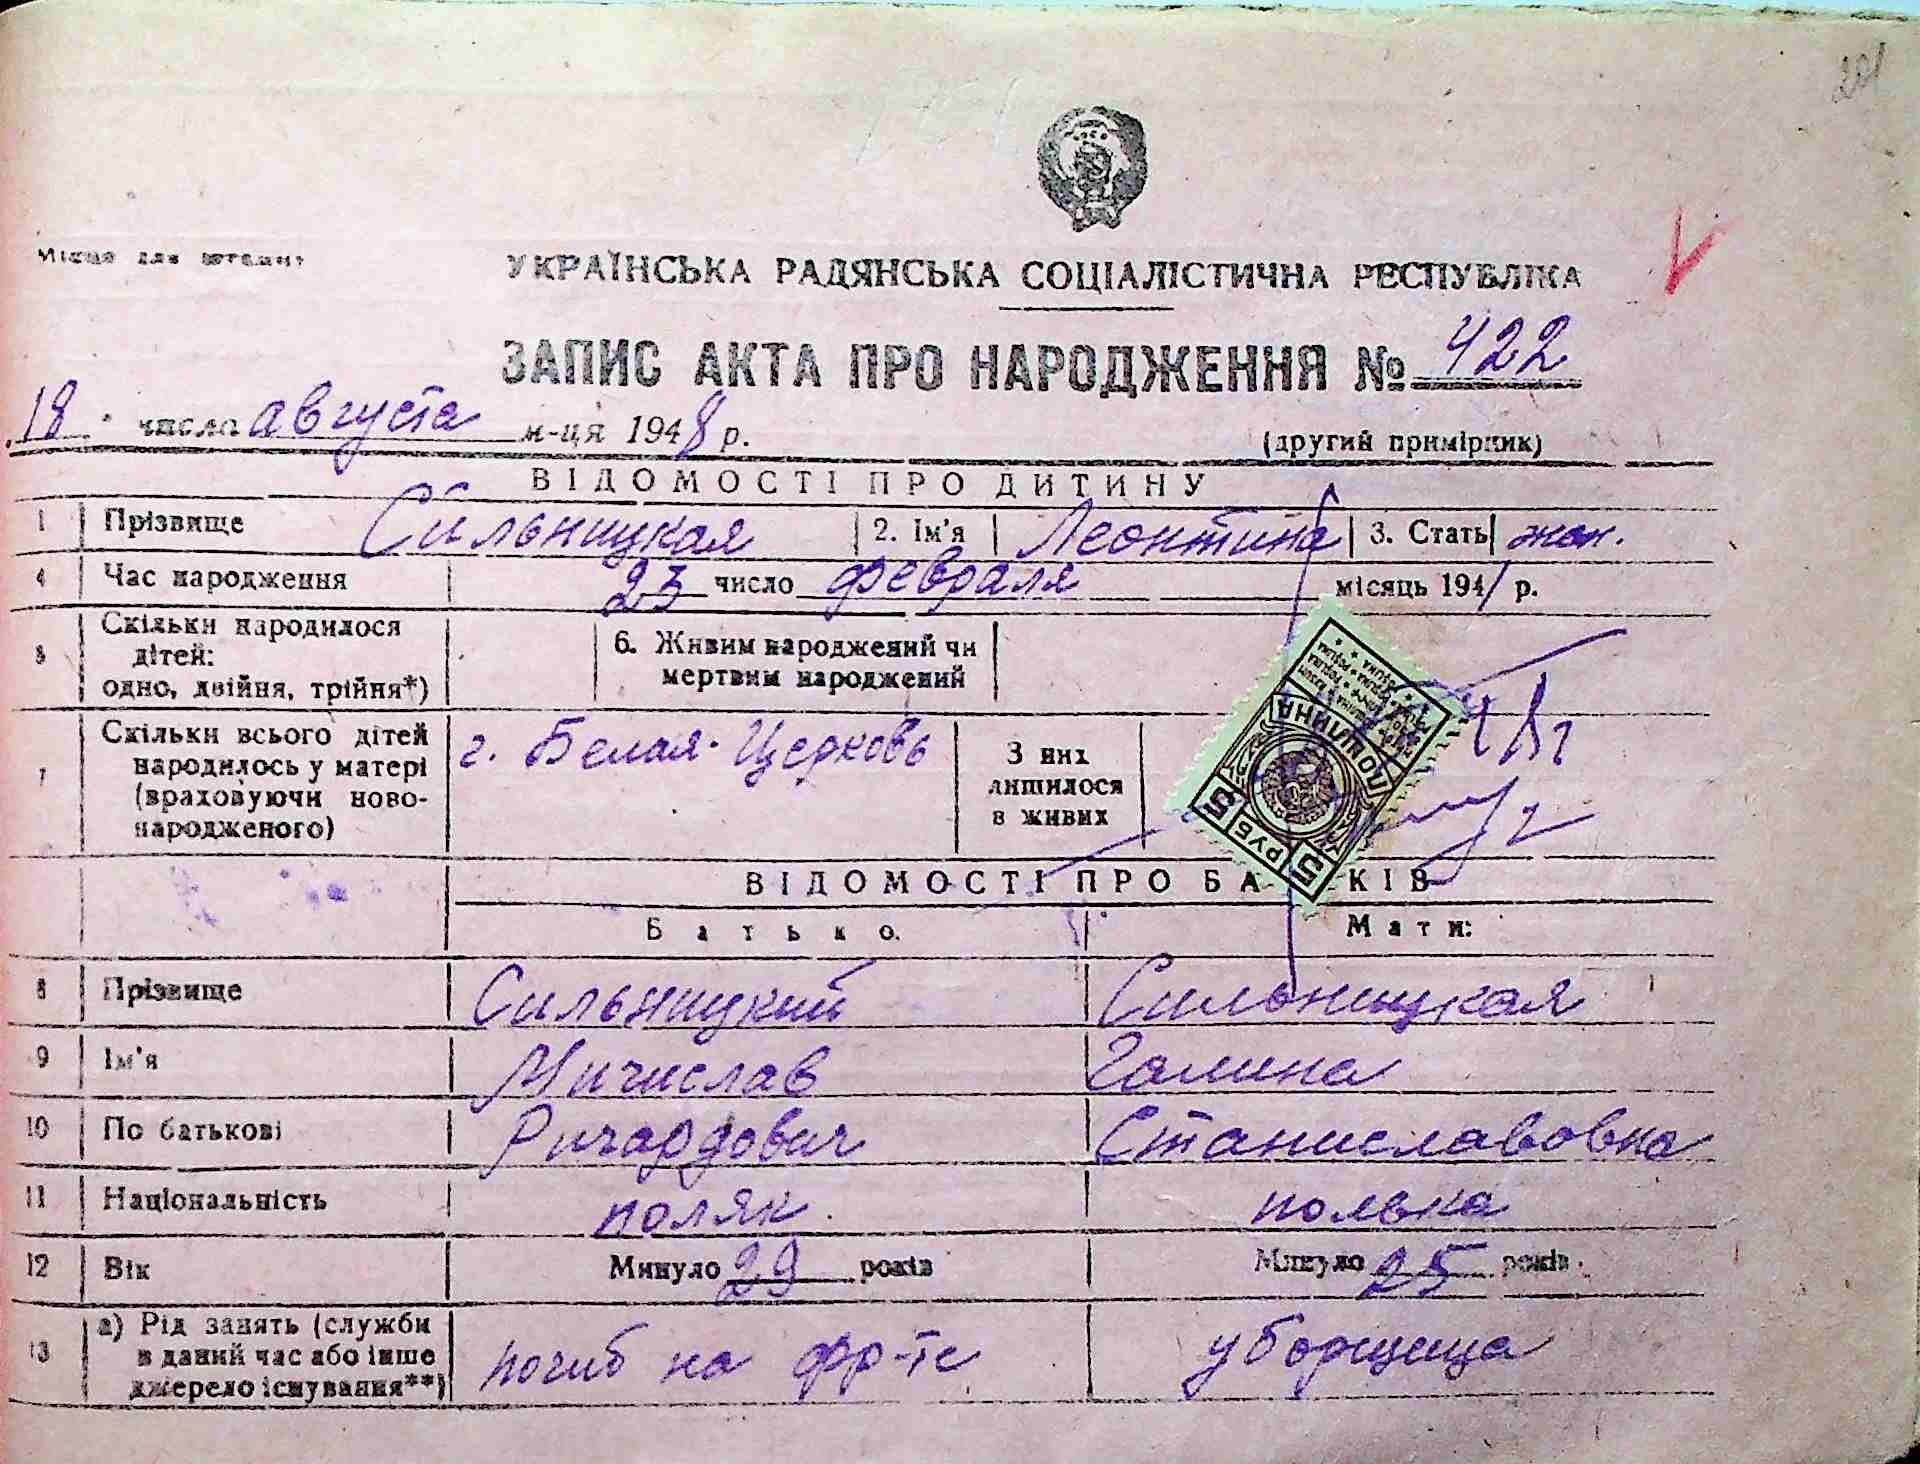 201
Місце для штампу
УКРАЇНСЬКА РАДЯНСЬКА СОЦІАЛІСТИЧНА РЕСПУБЛІКА
ЗАПИС АКТА ПРО НАРОДЖЕННЯ № 422
18 числа августа м-ця 1948 р.
(другий примірник)
ВІДОМОСТІ ПРО ДИТИНУ
1 Прізвище Сильницкая 2. Ім'я Леонтина 3. Стать жен.
4 Час народження 23 число февраля місяць 1941 р.
5 Скільки народилося дітей: одно, двійня, трійня*) 6. Живим народжений чи мертвим народжений
7 Скільки всього дітей народилось у матері (враховуючи новонародженого) г. Белая-Церковь З них лишилося в живих
5 РУБ 5
ВІДОМОСТІ ПРО БА КІВ
Батько. Мати:
8 Прізвище Сильницкий Сильницкая
9 Ім'я Мичислав Галина
10 По батькові Ричардович Станиславовна
11 Національність поляк полька
12 Вік Минуло 29 років Минуло 25 років.
13 а) Рід занять (служби в даний час або інше джерело існування**) погиб на фр-те уборщица